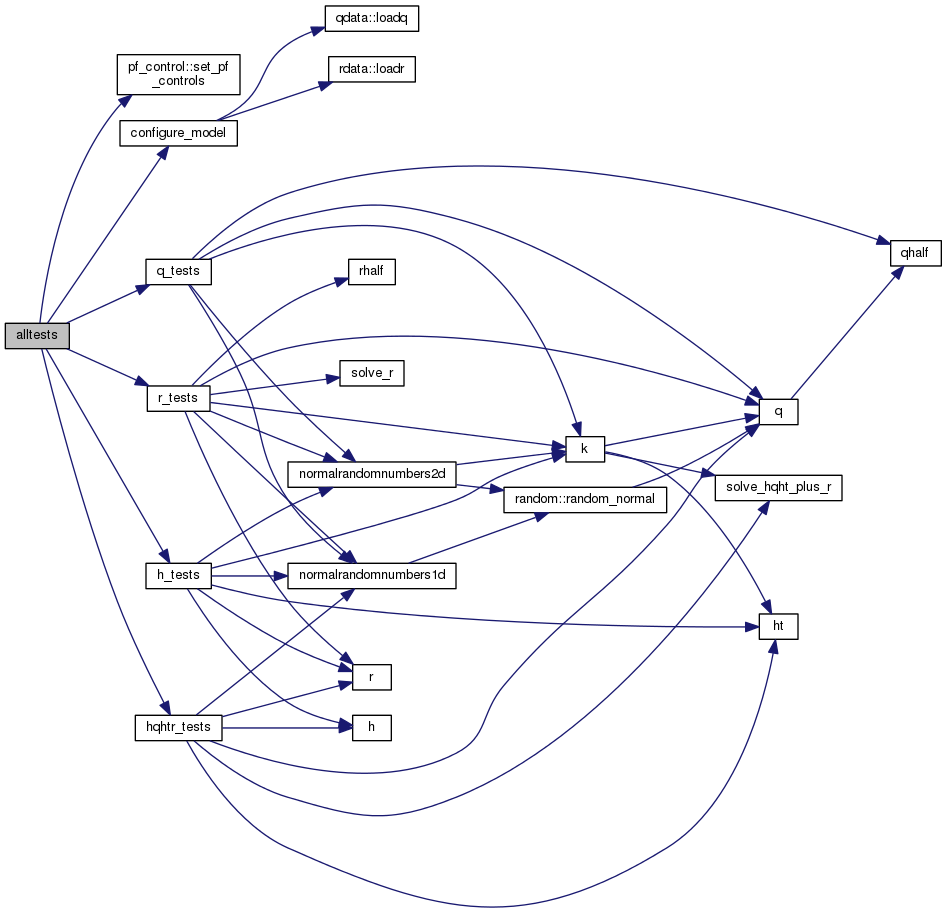 qdata::loadq
pf_control::set_pf
_controls
rdata::loadr
configure_model
q_tests
qhalf
rhalf
alltests
solve_r
r_tests
q
k
normalrandomnumbers2d
solve_hqht_plus_r
random::random_normal
h_tests
normalrandomnumbers1d
ht
r
hqhtr_tests
h